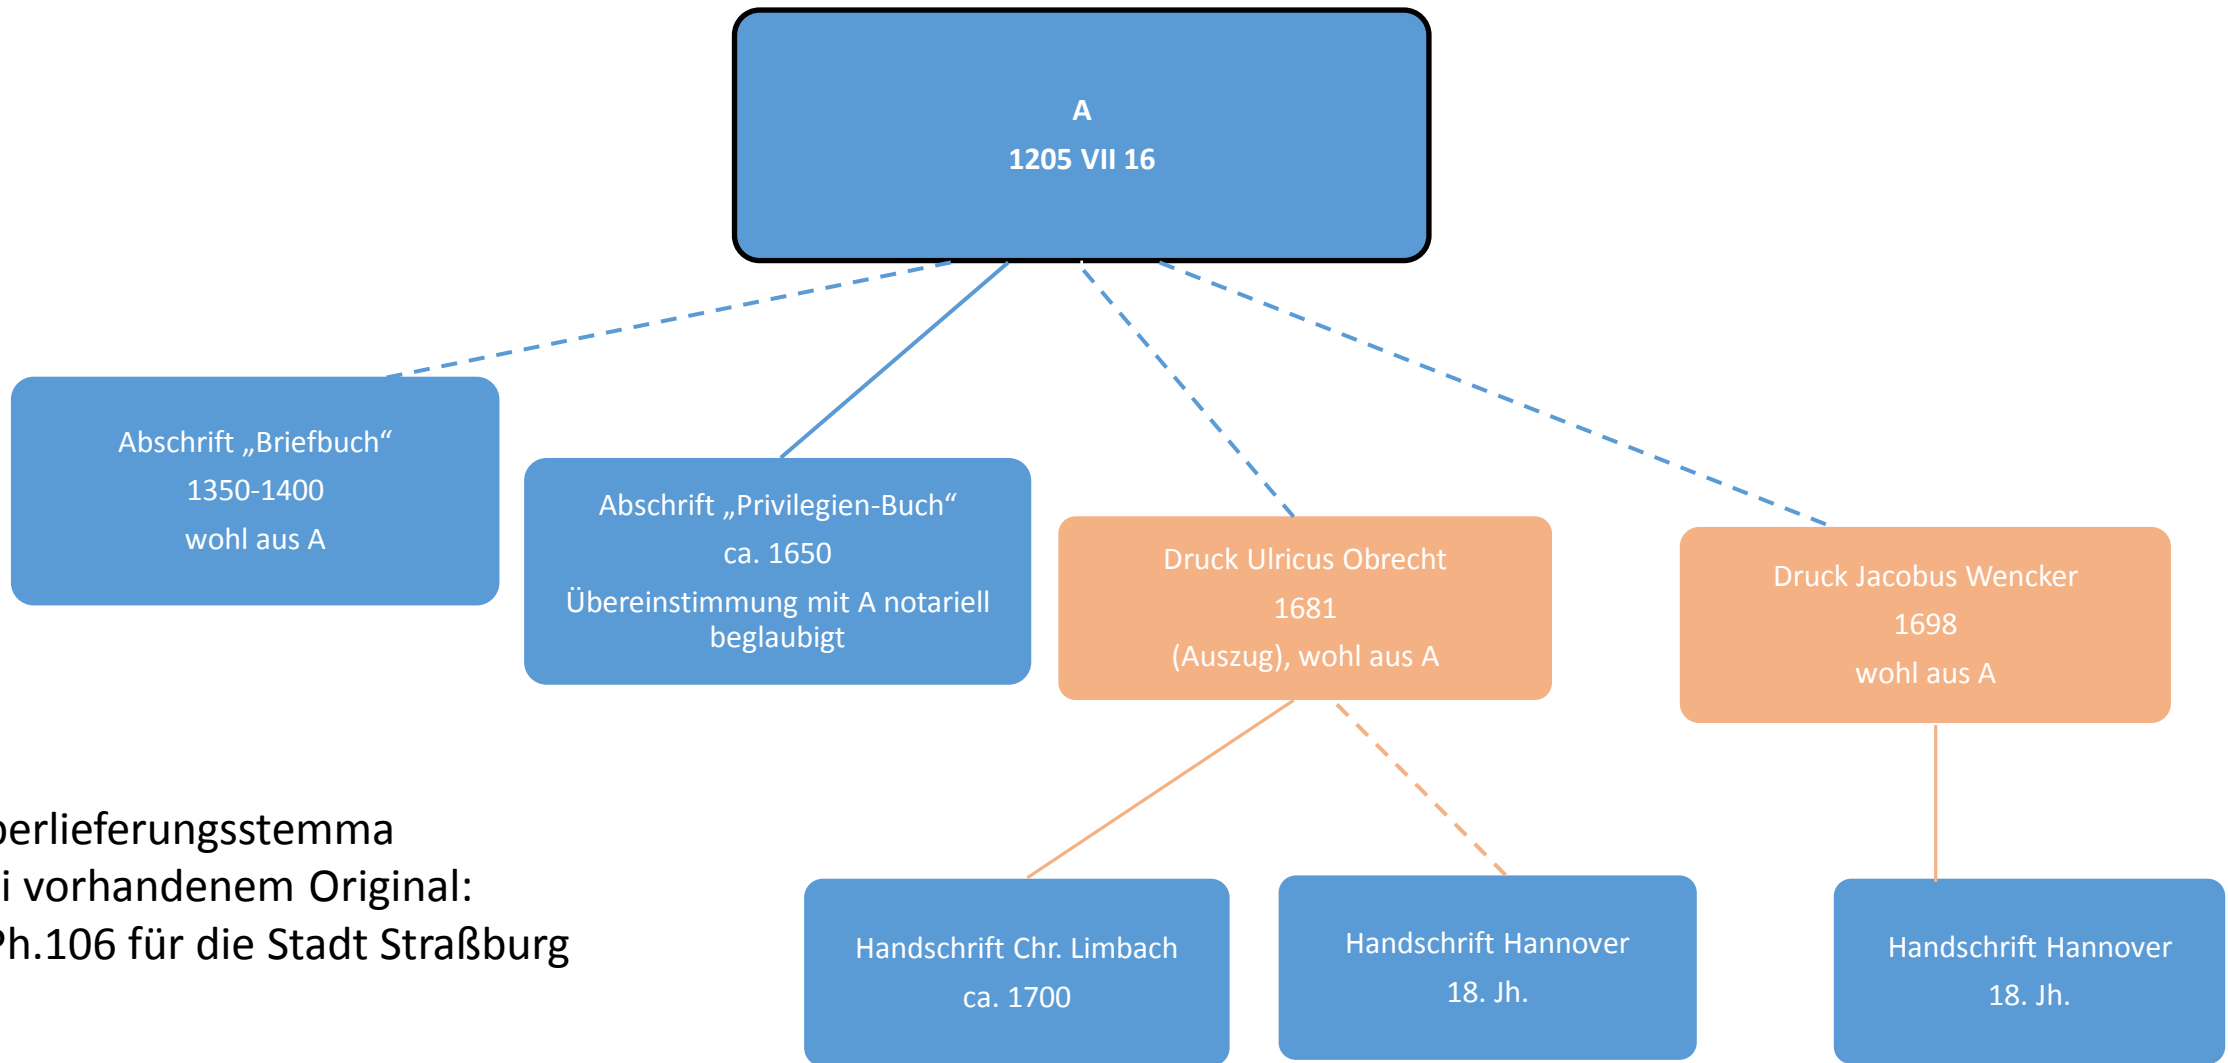 A
1205 VII 16
Abschrift „Briefbuch“
1350-1400
wohl aus A
Abschrift „Privilegien-Buch“
ca. 1650
Übereinstimmung mit A notariell
beglaubigt
Druck Ulricus Obrecht
1681
(Auszug), wohl aus A
Druck Jacobus Wencker
1698
wohl aus A
berlieferungsstemma
i vorhandenem Original:
Ph.106 für die Stadt Straßburg
Handschrift Chr. Limbach
ca. 1700
Handschrift Hannover
18. Jh.
Handschrift Hannover
18. Jh.